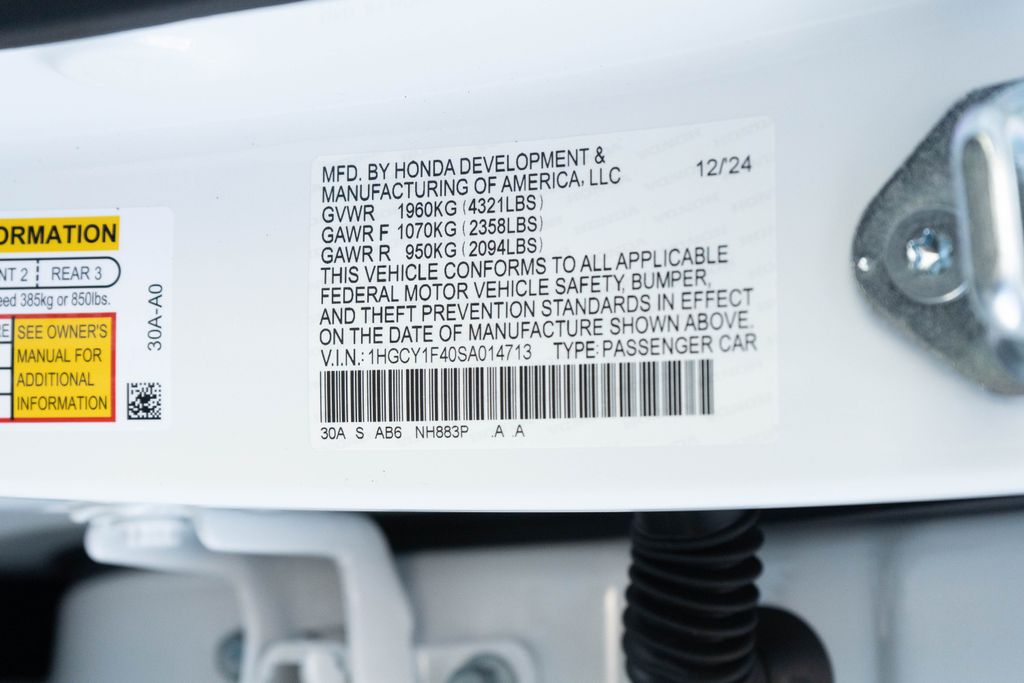 ORMATION
NT 2 REAR 3
eed 385kg or 850lbs.
RE
SEE OWNER'S
MANUAL FOR
ADDITIONAL
INFORMATION
30A-A0
MFD. BY HONDA DEVELOPMENT &
MANUFACTURING OF AMERICA, LLC
12/'24
GVWR 1960KG (4321LBS)
GAWR F 1070KG (2358LBS)
GAWR R 950KG (2094LBS)
THIS VEHICLE CONFORMS TO ALL APPLICABLE
FEDERAL MOTOR VEHICLE SAFETY, BUMPER,
AND THEFT PREVENTION STANDARDS IN EFFECT
ON THE DATE OF MANUFACTURE SHOWN ABOVE.
V.I.N.: 1HGCY1F40SA014713 TYPE: PASSENGER CAR
30A S AB6 NH883P .A .A